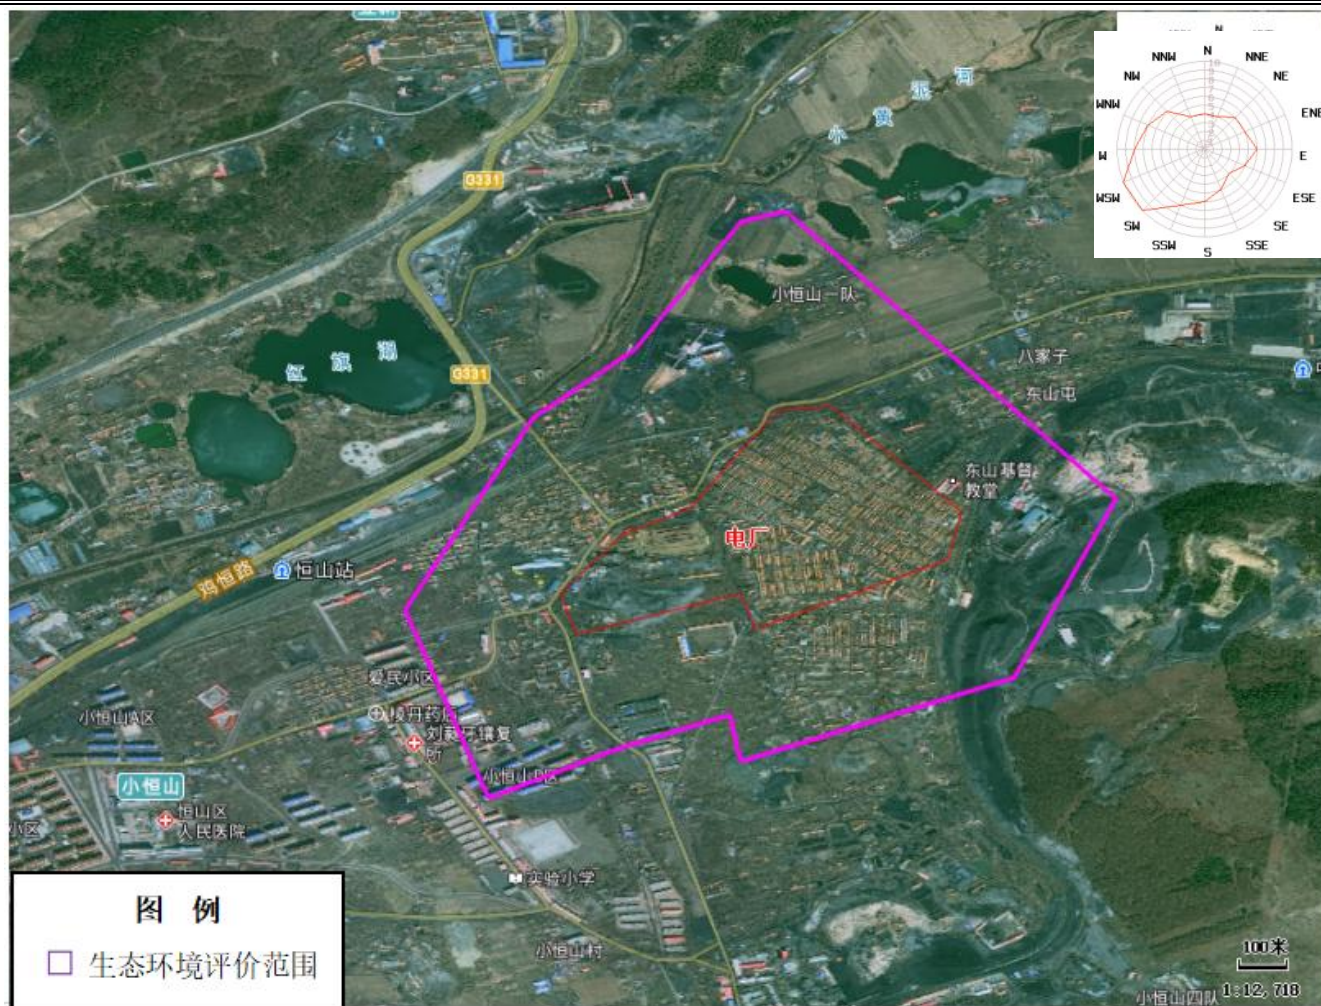 N
NNW
NNE
NW
NE
WNW
ENE
W
E
WSW
ESE
SW
SE
SSW
SSE
S
10
小黄泥河
G331
小恒山一队
红旗湖
G331
八家子
东山屯
东山基督
教堂
电厂
恒山站
鸡恒路
爱民小区
小恒山A区
小恒山
恒山区
人民医院
小区
实验小学
小恒山村
小恒山四队
100米
1:12,718
图 例
生态环境评价范围